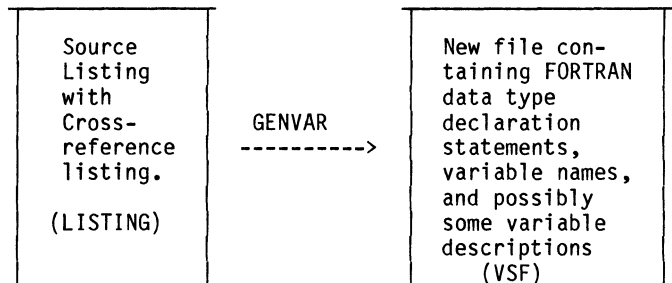 Source
Listing
with
Cross-
reference
listing.
(LISTING)
GENVAR
---------->
New file con-
taining FORTRAN
data type
declaration
statements,
variable names,
and possibly
some variable
descriptions
(VSF)